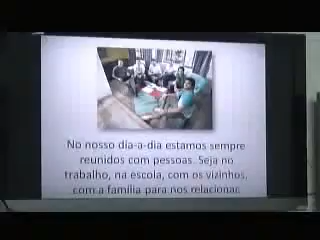 No nosso dia-a-dia estamos sempre
reunidos com pessoas. Seja no
trabalho, na escola, com os vizinhos,
com a família para nos relacionar.